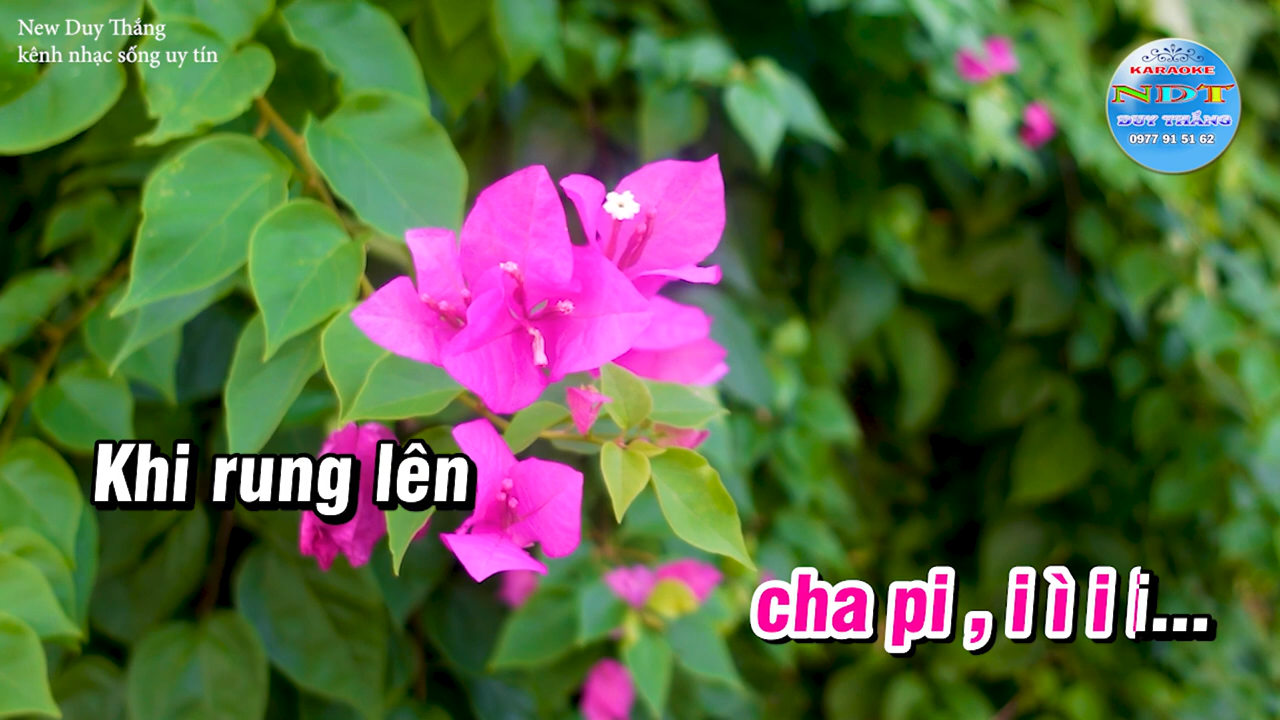 New Duy Thắng
kênh nhạc sống uy tín
KARAOKE
NDT
DUY THẮNG
0977 91 51 62
Khi rung lên
cha pi , i ì i i...